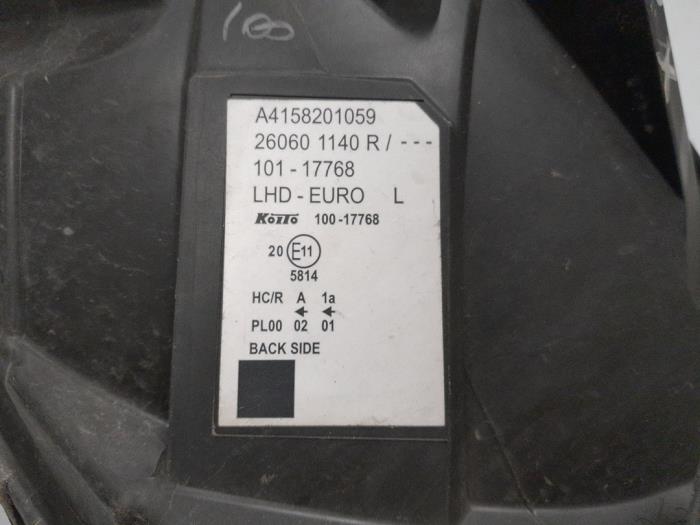 100
A4158201059
26060 1140 R / ---
101 - 17768
LHD - EURO L
KOITO 100-17768
20 E11
5814
HC/R A 1a
← ←
PL00 02 01
BACK SIDE